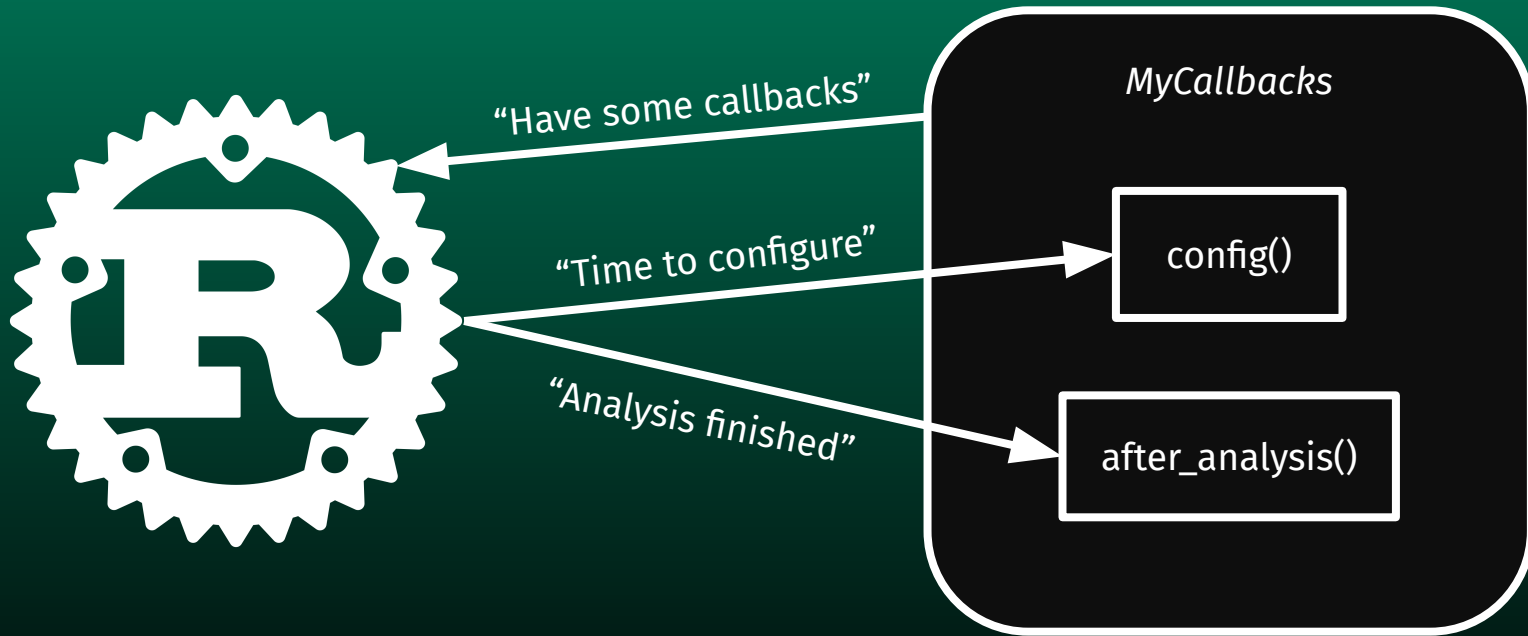 MyCallbacks
“Have some callbacks”
“Time to configure”
config()
“Analysis finished”
after_analysis()
R